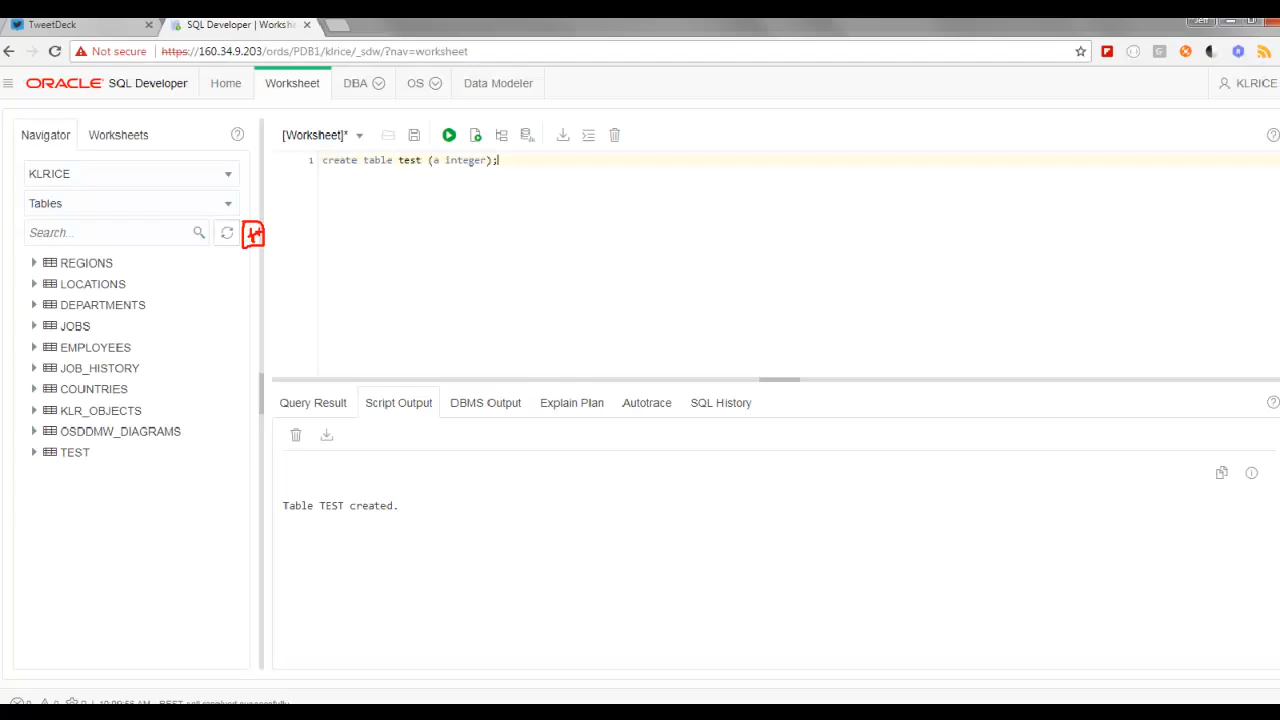 TweetDeck
SQL Developer | Works
Not secure https://160.34.9.203/ords/PDB1/klrice/_sdw/?nav=worksheet
ORACLE SQL Developer Home Worksheet DBA OS Data Modeler KLRICE
Navigator Worksheets
[Worksheet]*
KLRICE
Tables
Search...
REGIONS
LOCATIONS
DEPARTMENTS
JOBS
EMPLOYEES
JOB_HISTORY
COUNTRIES
KLR_OBJECTS
OSDDMW_DIAGRAMS
TEST
1 create table test (a integer);
Query Result Script Output DBMS Output Explain Plan Autotrace SQL History
Table TEST created.